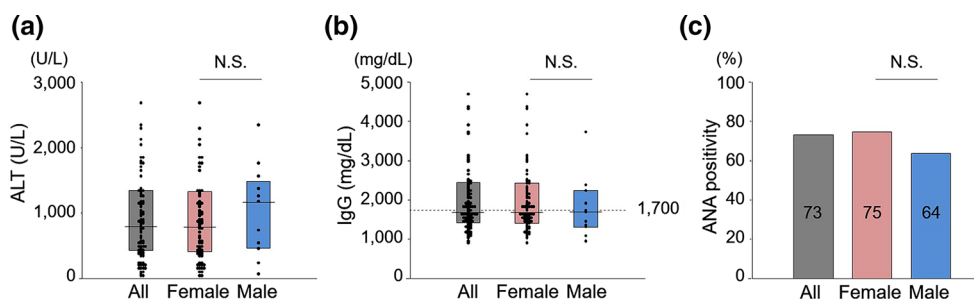 (a)
(U/L)
N.S.
3,000
2,000
1,000
0
ALT (U/L)
All Female Male
(b)
(mg/dL)
N.S.
5,000
4,000
3,000
2,000
1,000
0
IgG (mg/dL)
1,700
All Female Male
(c)
(%)
N.S.
100
80
60
40
20
0
ANA positivity
73 75 64
All Female Male